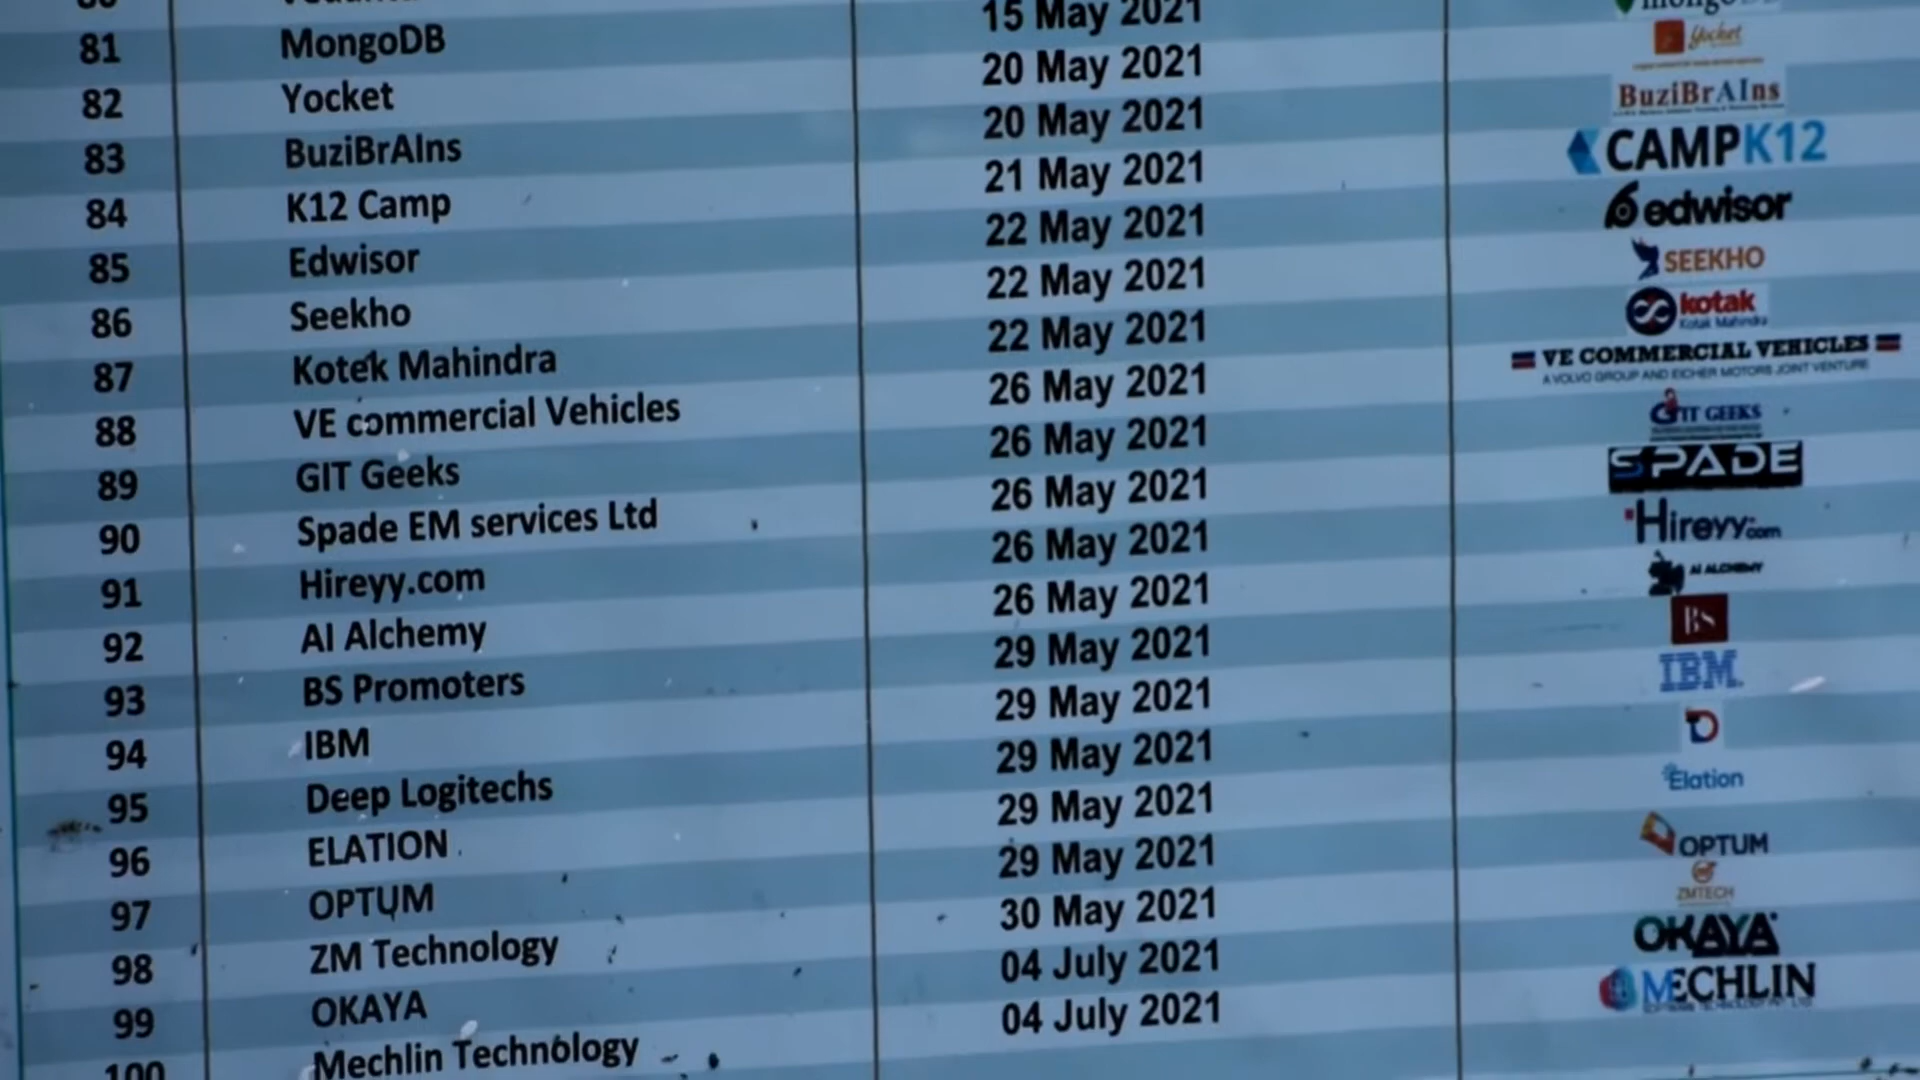 81 MongoDB 15 May 2021 mongoDB
82 Yocket 20 May 2021 Yocket
83 BuziBrAIns 20 May 2021 BuziBrAIns
84 K12 Camp 21 May 2021 CAMPK12
85 Edwisor 22 May 2021 edwisor
86 Seekho 22 May 2021 SEEKHO
87 Kotek Mahindra 22 May 2021 kotak
Kotak Mahindra
88 VE commercial Vehicles 26 May 2021 VE COMMERCIAL VEHICLES
A VOLVO GROUP AND EICHER MOTORS JOINT VENTURE
89 GIT Geeks 26 May 2021 GIT GEEKS
90 Spade EM services Ltd 26 May 2021 SPADE
91 Hireyy.com 26 May 2021 Hireyy.com
92 AI Alchemy 26 May 2021 AI ALCHEMY
93 BS Promoters 29 May 2021 BS
94 IBM 29 May 2021 IBM
95 Deep Logitechs 29 May 2021 D
96 ELATION 29 May 2021 Elation
97 OPTUM 29 May 2021 OPTUM
98 ZM Technology 30 May 2021 ZMTECH
99 OKAYA 04 July 2021 OKAYA
100 Mechlin Technology 04 July 2021 MECHLIN